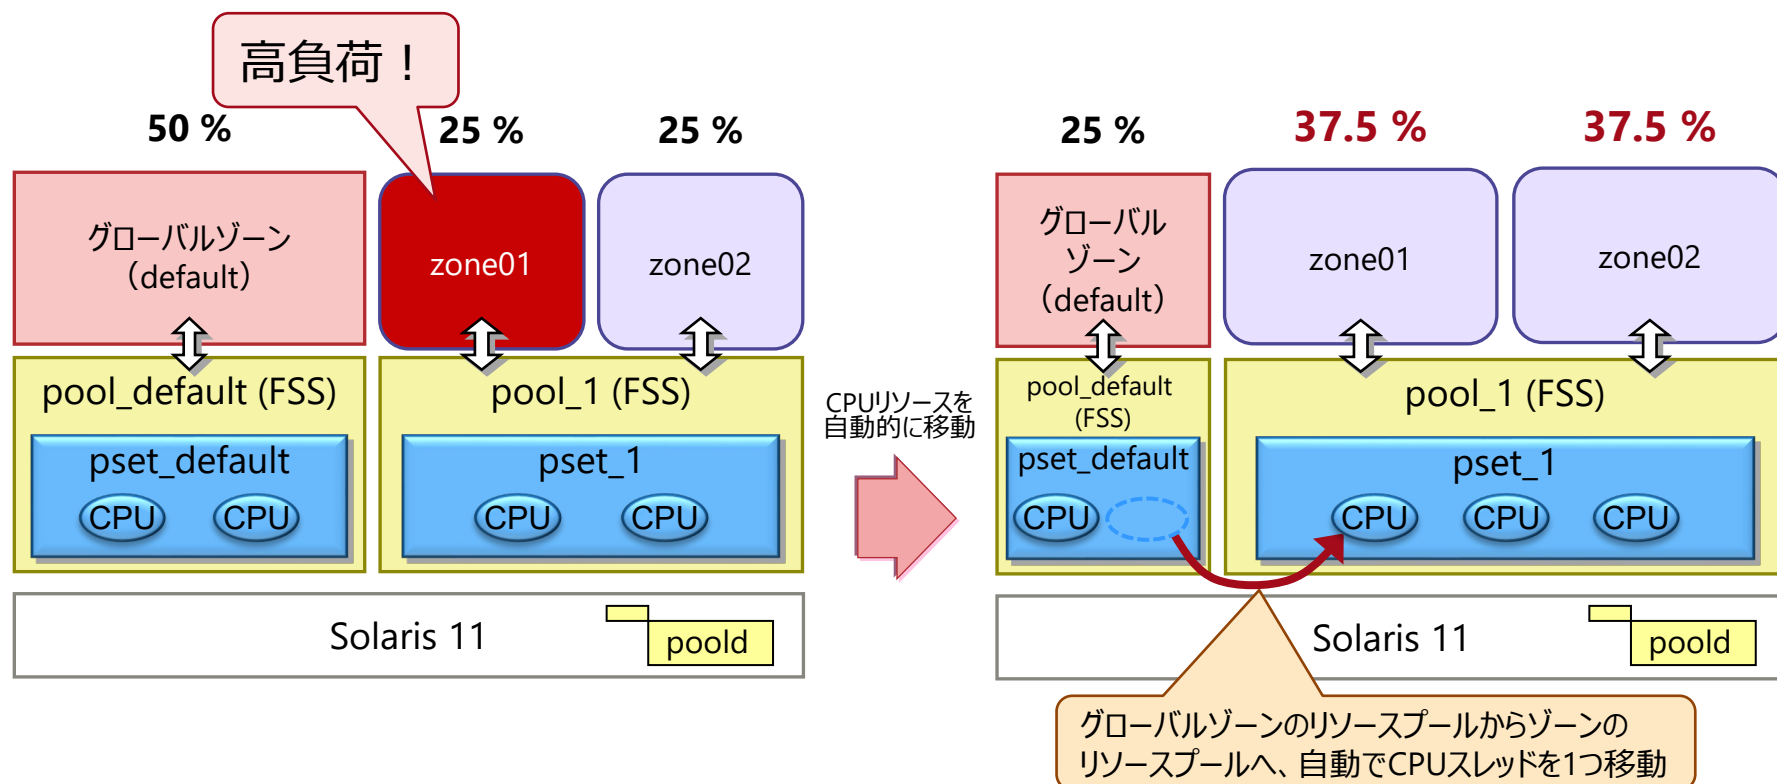 高負荷！
50 %
25 %
25 %
グローバルゾーン
（default）
zone01
zone02
pool_default (FSS)
pset_default
CPU
CPU
pool_1 (FSS)
pset_1
CPU
CPU
Solaris 11
poold
CPUリソースを
自動的に移動
25 %
37.5 %
37.5 %
グローバル
ゾーン
（default）
zone01
zone02
pool_default
(FSS)
pset_default
CPU
pool_1 (FSS)
pset_1
CPU
CPU
CPU
Solaris 11
poold
グローバルゾーンのリソースプールからゾーンの
リソースプールへ、自動でCPUスレッドを1つ移動